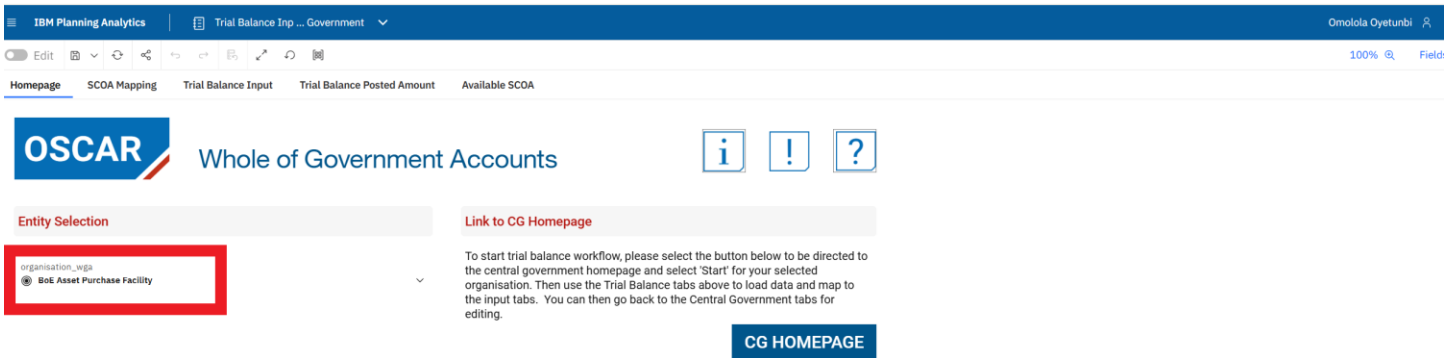 IBM Planning Analytics Trial Balance Inp ... Government Omolola Oyetunbi
Edit 100% Fields
Homepage SCOA Mapping Trial Balance Input Trial Balance Posted Amount Available SCOA
OSCAR Whole of Government Accounts i ! ?
Entity Selection
organisation_wga
BoE Asset Purchase Facility
Link to CG Homepage
To start trial balance workflow, please select the button below to be directed to
the central government homepage and select 'Start' for your selected
organisation. Then use the Trial Balance tabs above to load data and map to
the input tabs. You can then go back to the Central Government tabs for
editing.
CG HOMEPAGE